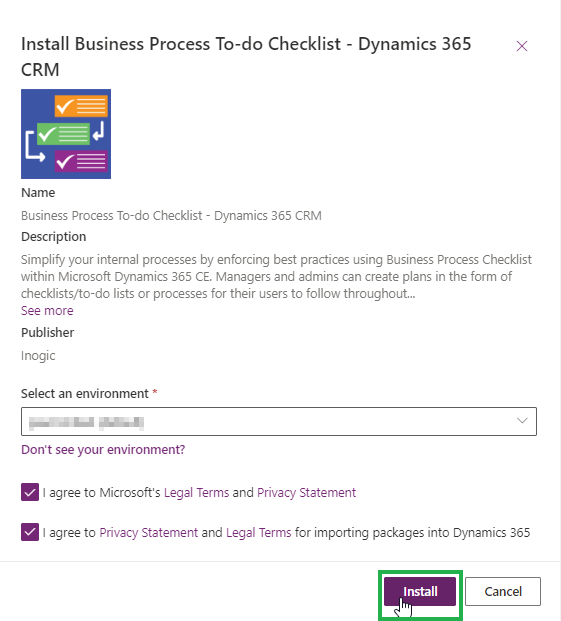 Install Business Process To-do Checklist - Dynamics 365
CRM
Name
Business Process To-do Checklist - Dynamics 365 CRM
Description
Simplify your internal processes by enforcing best practices using Business Process Checklist
within Microsoft Dynamics 365 CE. Managers and admins can create plans in the form of
checklists/to-do lists or processes for their users to follow throughout...
See more
Publisher
Inogic
Select an environment *
Don't see your environment?
I agree to Microsoft's Legal Terms and Privacy Statement
I agree to Privacy Statement and Legal Terms for importing packages into Dynamics 365
Install Cancel